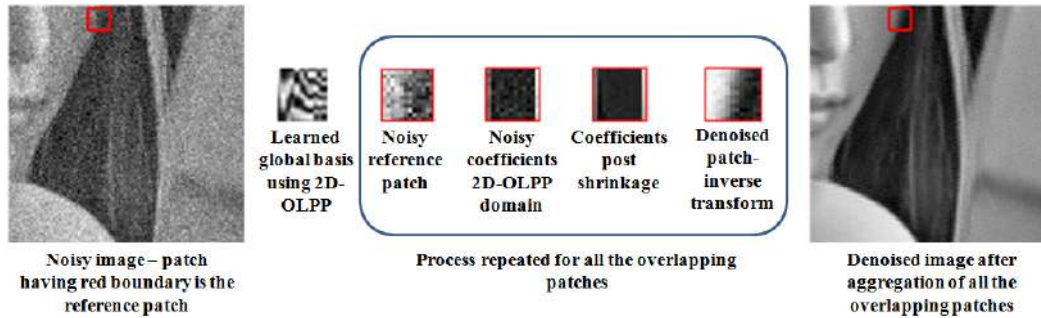 Noisy image – patch
having red boundary is the
reference patch
Learned
global basis
using 2D-
OLPP
Noisy
reference
patch
Noisy
coefficients
2D-OLPP
domain
Coefficients
post
shrinkage
Denoised
patch-
inverse
transform
Process repeated for all the overlapping
patches
Denoised image after
aggregation of all the
overlapping patches